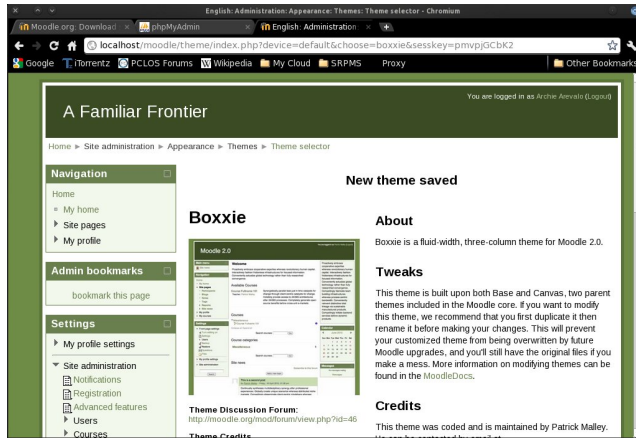 English: Administration: Appearance: Themes: Theme selector - Chromium
Moodle.org: Download
phpMyAdmin
English: Administration
localhost/moodle/theme/index.php?device=default&choose=boxxie&sesskey=pmvpjGCbK2
Google
iTorrentz
PCLOS Forums
Wikipedia
My Cloud
SRPMS
Proxy
Other Bookmarks
A Familiar Frontier
You are logged in as Archie Arevalo (Logout)
Home ► Site administration ► Appearance ► Themes ► Theme selector
Navigation
Home
My home
Site pages
My profile
Admin bookmarks
bookmark this page
Settings
My profile settings
Site administration
Notifications
Registration
Advanced features
Users
Courses
New theme saved
Boxxie
Moodle 2.0
Theme Discussion Forum:
http://moodle.org/mod/forum/view.php?id=46
Theme Credits
About
Boxxie is a fluid-width, three-column theme for Moodle 2.0.
Tweaks
This theme is built upon both Base and Canvas, two parent
themes included in the Moodle core. If you want to modify
this theme, we recommend that you first duplicate it then
rename it before making your changes. This will prevent
your customized theme from being overwritten by future
Moodle upgrades, and you'll still have the original files if you
make a mess. More information on modifying themes can be
found in the MoodleDocs.
Credits
This theme was coded and is maintained by Patrick Malley.